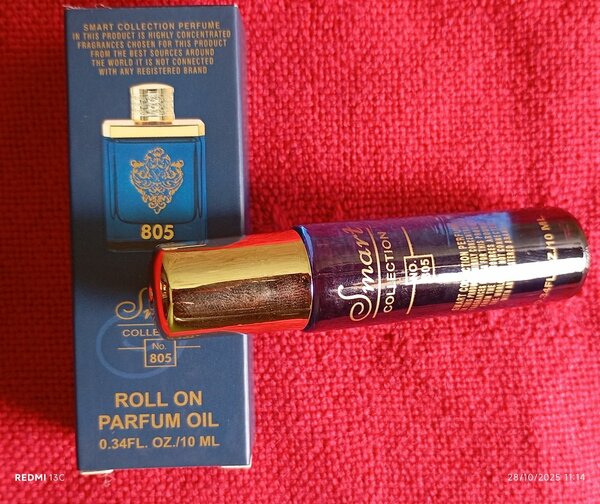 SMART COLLECTION PERFUME
IN THIS PRODUCT IS HIGHLY CONCENTRATED
FRAGRANCES CHOSEN FOR THIS PRODUCT
FROM THE BEST SOURCES AROUND
THE WORLD IT IS NOT CONNECTED
WITH ANY REGISTERED BRAND
805
COLLE
No.
805
ROLL ON
PARFUM OIL
0.34FL. OZ./10 ML
Smart
COLLECTION
No.
805
REDMI 13C
28/10/2025 11:14